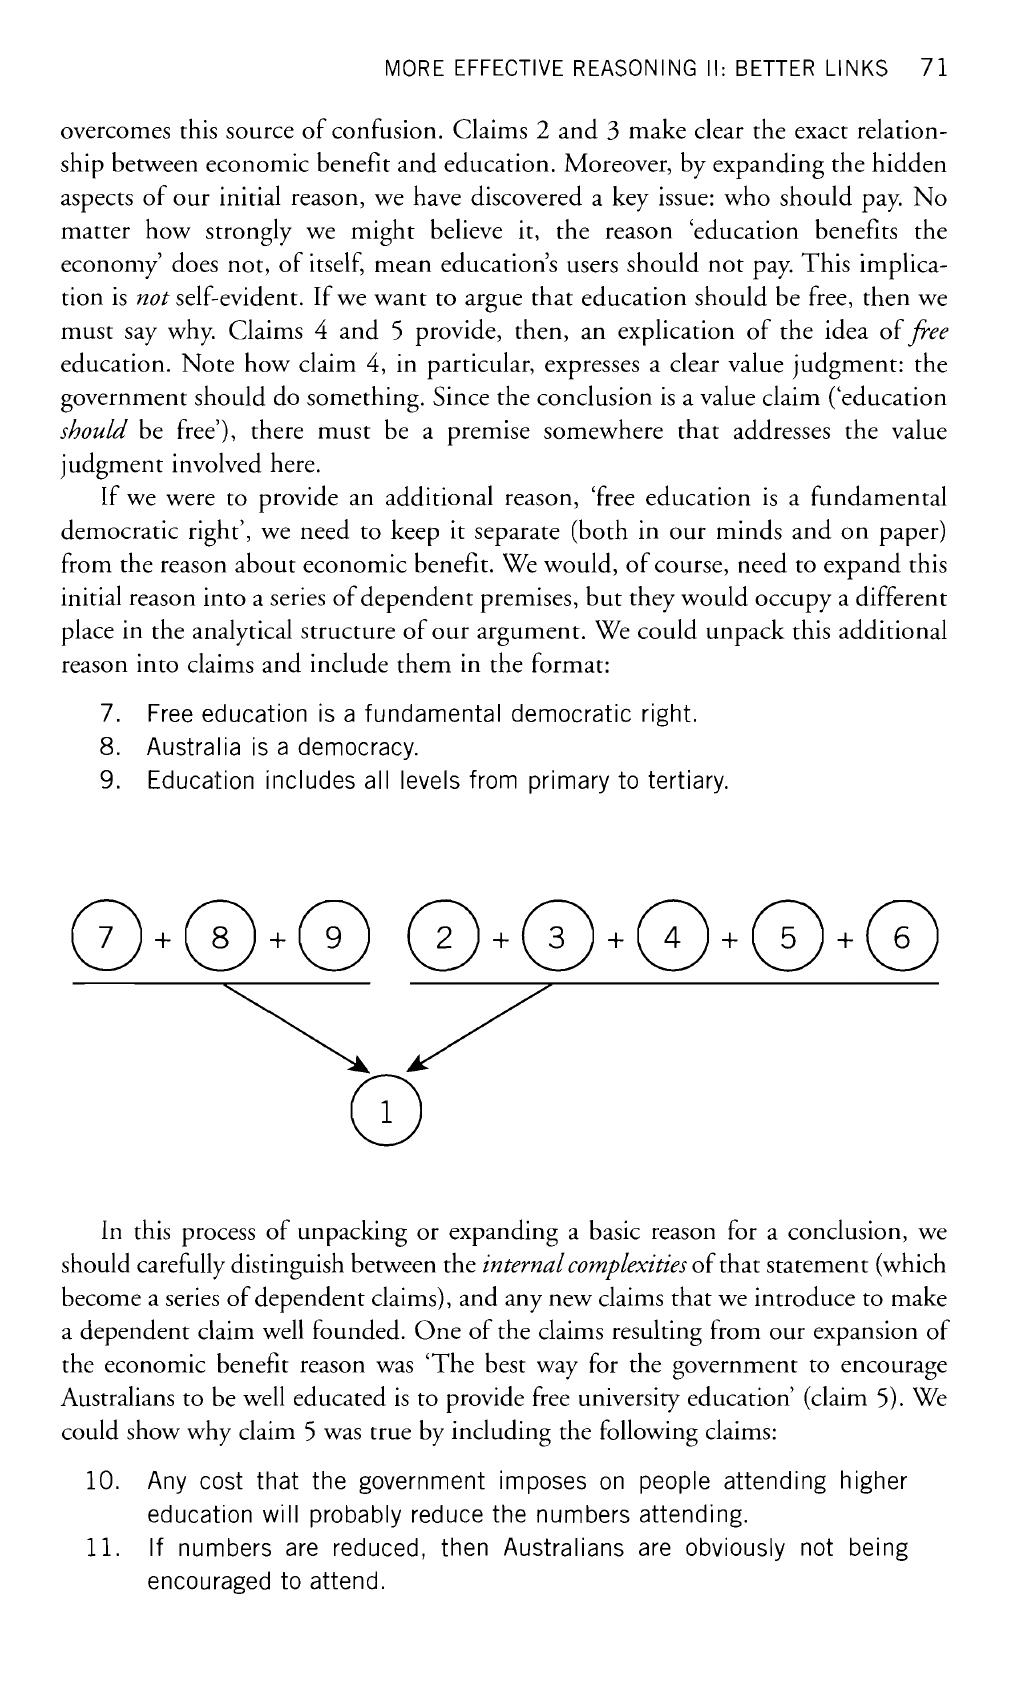 MORE EFFECTIVE REASONING II: BETTER LINKS 71
overcomes this source of confusion. Claims 2 and 3 make clear the exact relation-
ship between economic benefit and education. Moreover, by expanding the hidden
aspects of our initial reason, we have discovered a key issue: who should pay. No
matter how strongly we might believe it, the reason ‘education benefits the
economy’ does not, of itself, mean education’s users should not pay. This implica-
tion is not self-evident. If we want to argue that education should be free, then we
must say why. Claims 4 and 5 provide, then, an explication of the idea of free
education. Note how claim 4, in particular, expresses a clear value judgment: the
government should do something. Since the conclusion is a value claim (‘education
should be free’), there must be a premise somewhere that addresses the value
judgment involved here.
If we were to provide an additional reason, ‘free education is a fundamental
democratic right’, we need to keep it separate (both in our minds and on paper)
from the reason about economic benefit. We would, of course, need to expand this
initial reason into a series of dependent premises, but they would occupy a different
place in the analytical structure of our argument. We could unpack this additional
reason into claims and include them in the format:
7. Free education is a fundamental democratic right.
8. Australia is a democracy.
9. Education includes all levels from primary to tertiary.
7 + 8 + 9 2 + 3 + 4 + 5 + 6
1
In this process of unpacking or expanding a basic reason for a conclusion, we
should carefully distinguish between the internal complexities of that statement (which
become a series of dependent claims), and any new claims that we introduce to make
a dependent claim well founded. One of the claims resulting from our expansion of
the economic benefit reason was ‘The best way for the government to encourage
Australians to be well educated is to provide free university education’ (claim 5). We
could show why claim 5 was true by including the following claims:
10. Any cost that the government imposes on people attending higher
education will probably reduce the numbers attending.
11. If numbers are reduced, then Australians are obviously not being
encouraged to attend.